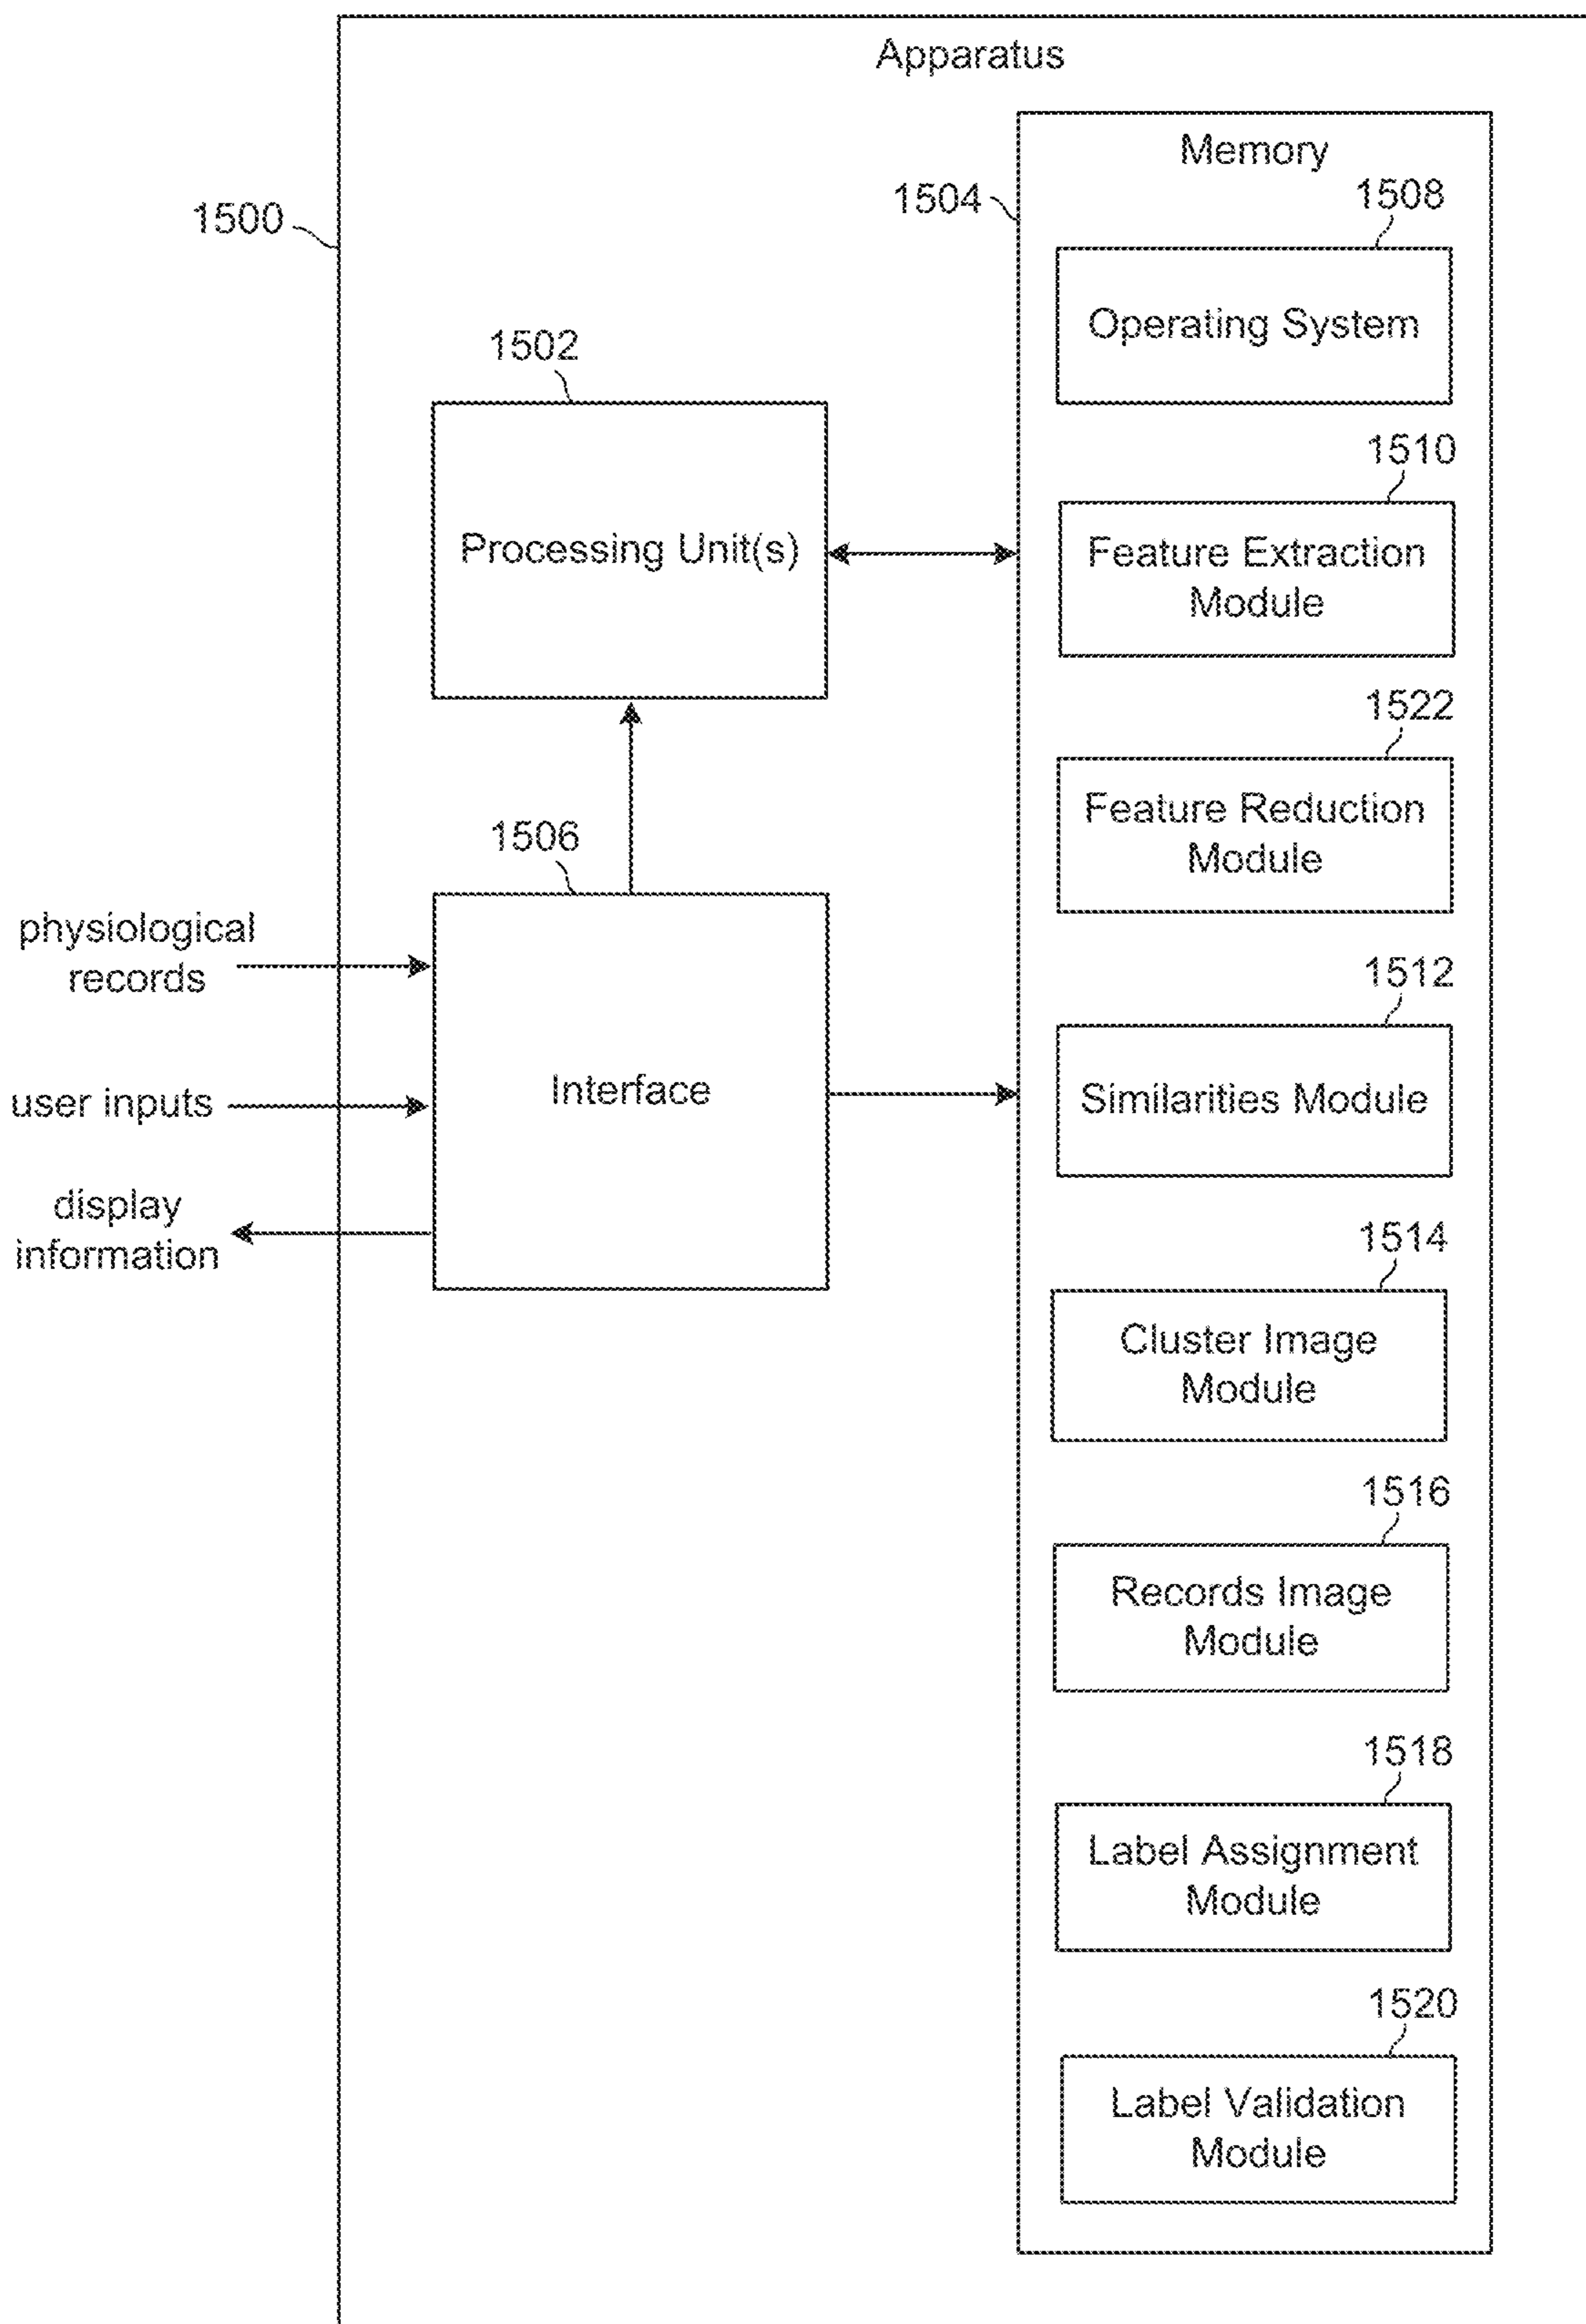 Apparatus
Memory
1500
1504
1508
Operating System
1502
Processing Unit(s)
1510
Feature Extraction
Module
1522
Feature Reduction
Module
1506
Interface
physiological
records
user inputs
display
information
1512
Similarities Module
1514
Cluster Image
Module
1516
Records Image
Module
1518
Label Assignment
Module
1520
Label Validation
Module